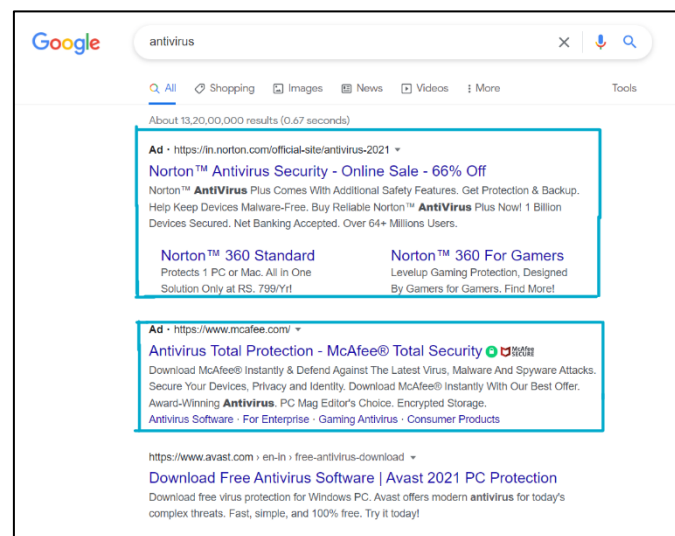 Google
antivirus
All Shopping Images News Videos More Tools
About 13,20,00,000 results (0.67 seconds)
Ad · https://in.norton.com/official-site/antivirus-2021
Norton™ Antivirus Security - Online Sale - 66% Off
Norton™ AntiVirus Plus Comes With Additional Safety Features. Get Protection & Backup.
Help Keep Devices Malware-Free. Buy Reliable Norton™ AntiVirus Plus Now! 1 Billion
Devices Secured. Net Banking Accepted. Over 64+ Millions Users.
Norton™ 360 Standard Norton™ 360 For Gamers
Protects 1 PC or Mac. All in One Levelup Gaming Protection, Designed
Solution Only at RS. 799/Yr! By Gamers for Gamers. Find More!
Ad · https://www.mcafee.com/
Antivirus Total Protection - McAfee® Total Security McAfee SECURE
Download McAfee® Instantly & Defend Against The Latest Virus, Malware And Spyware Attacks.
Secure Your Devices, Privacy and Identity. Download McAfee® Instantly With Our Best Offer.
Award-Winning Antivirus. PC Mag Editor's Choice. Encrypted Storage.
Antivirus Software · For Enterprise · Gaming Antivirus · Consumer Products
https://www.avast.com › en-in › free-antivirus-download
Download Free Antivirus Software | Avast 2021 PC Protection
Download free virus protection for Windows PC. Avast offers modern antivirus for today's
complex threats. Fast, simple, and 100% free. Try it today!